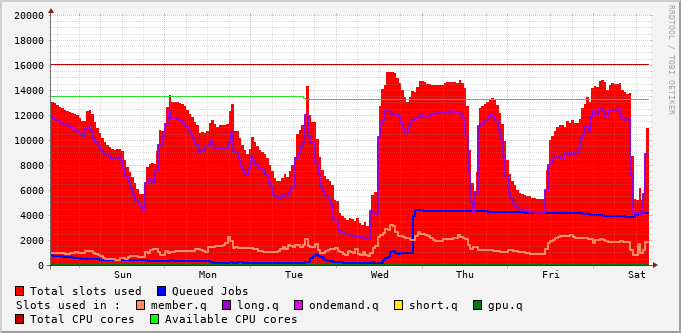 RRDTOOL / TOBI OETIKER
20000
18000
16000
14000
12000
10000
8000
6000
4000
2000
0
Sun Mon Tue Wed Thu Fri Sat
Total slots used Queued Jobs
Slots used in : member.q long.q ondemand.q short.q gpu.q
Total CPU cores Available CPU cores